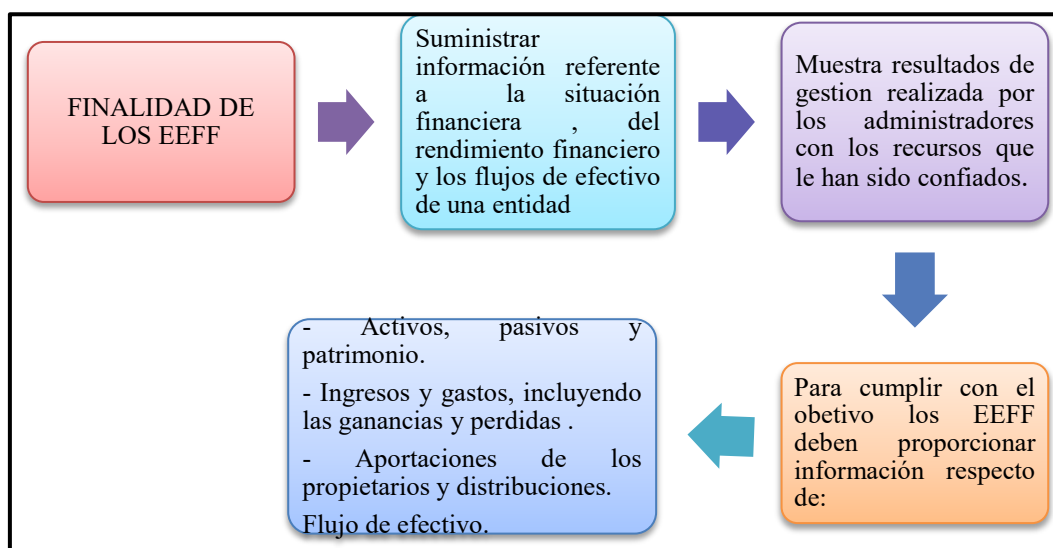 FINALIDAD DE
LOS EEFF
Suministrar
información referente
a la situación
financiera , del
rendimiento financiero
y los flujos de efectivo
de una entidad
Muestra resultados de
gestion realizada por
los administradores
con los recursos que
le han sido confiados.
Para cumplir con el
obetivo los EEFF
deben proporcionar
información respecto
de:
- Activos, pasivos y
patrimonio.
- Ingresos y gastos, incluyendo
las ganancias y perdidas .
- Aportaciones de los
propietarios y distribuciones.
Flujo de efectivo.